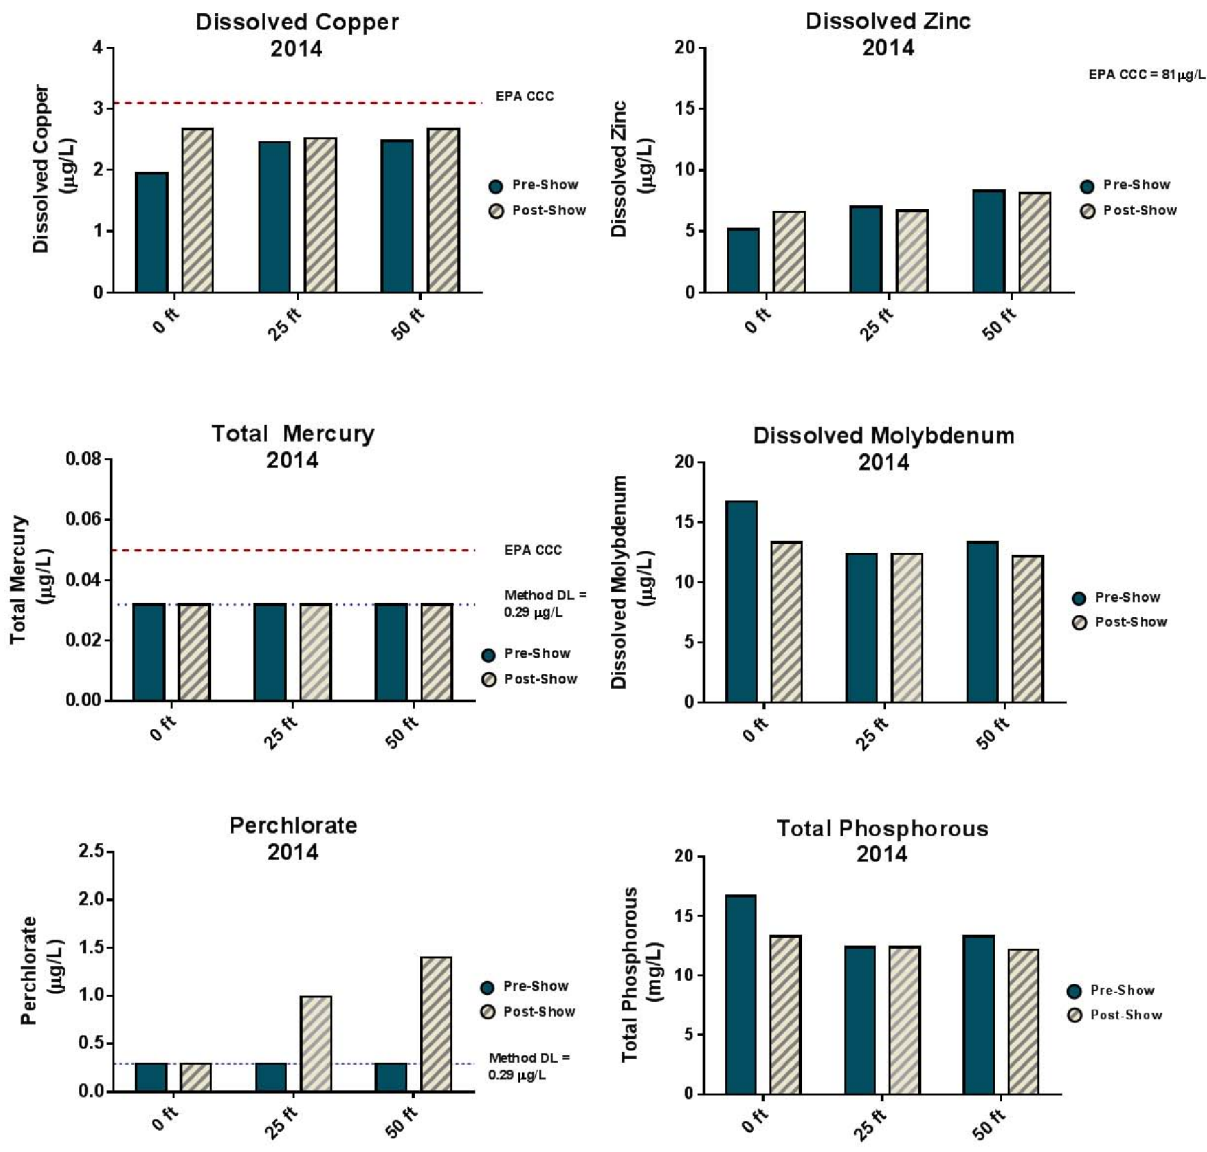 Dissolved Copper
2014
Dissolved Copper
(µg/L)
4
3
2
1
0
EPA CCC
Pre-Show
Post-Show
0 ft
25 ft
50 ft
Dissolved Zinc
2014
Dissolved Zinc
(µg/L)
20
15
10
5
0
EPA CCC = 81µg/L
Pre-Show
Post-Show
0 ft
25 ft
50 ft
Total Mercury
2014
Total Mercury
(µg/L)
0.08
0.06
0.04
0.02
0.00
EPA CCC
Method DL =
0.29 µg/L
Pre-Show
Post-Show
0 ft
25 ft
50 ft
Dissolved Molybdenum
2014
Dissolved Molybdenum
(µg/L)
20
15
10
5
0
Pre-Show
Post-Show
0 ft
25 ft
50 ft
Perchlorate
2014
Perchlorate
(µg/L)
2.5
2.0
1.5
1.0
0.5
0.0
Pre-Show
Post-Show
Method DL =
0.29 µg/L
0 ft
25 ft
50 ft
Total Phosphorous
2014
Total Phosphorous
(mg/L)
20
15
10
5
0
Pre-Show
Post-Show
0 ft
25 ft
50 ft